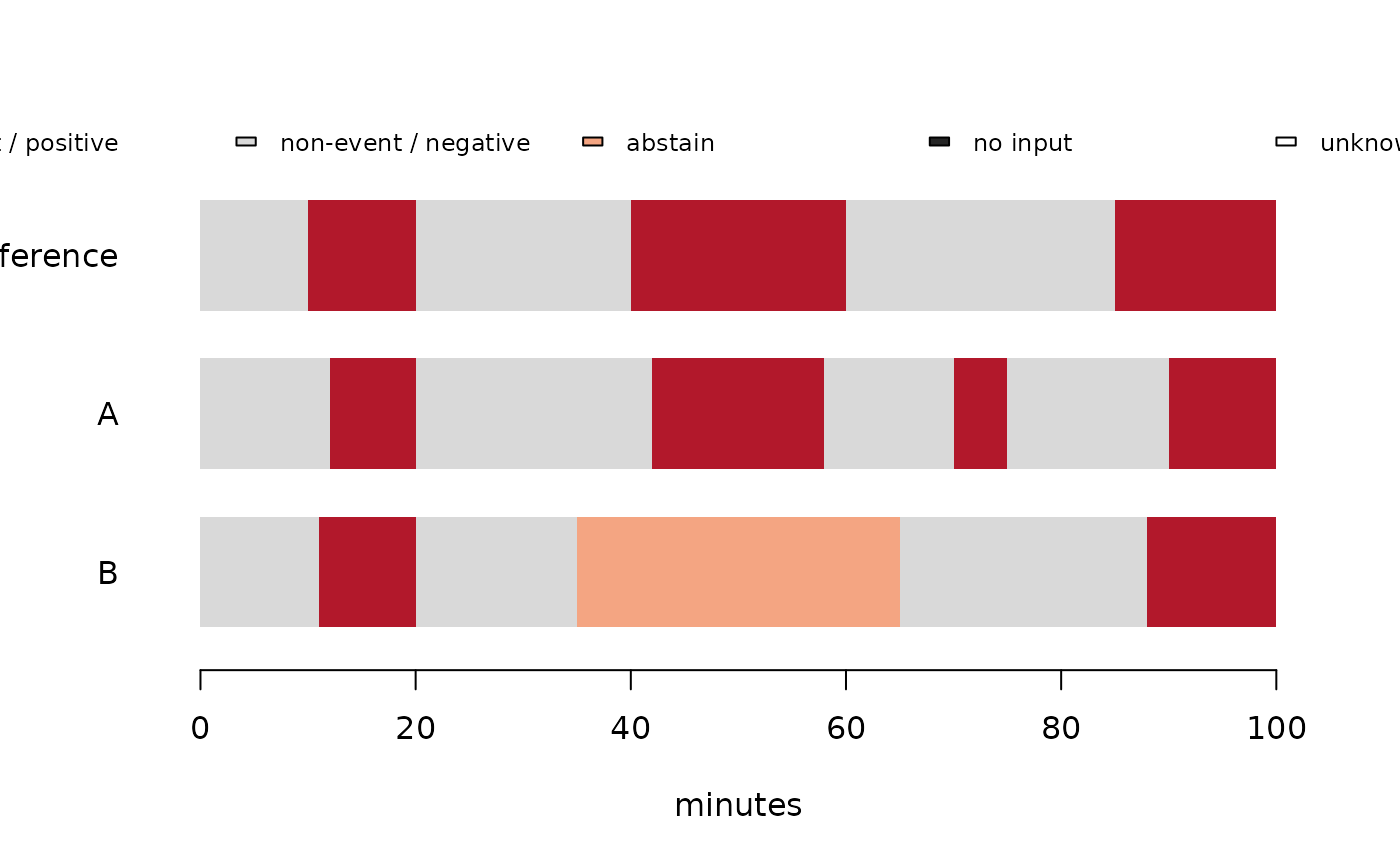 / positive non-event / negative abstain no input unknow
ference
A
B
0 20 40 60 80 100
minutes